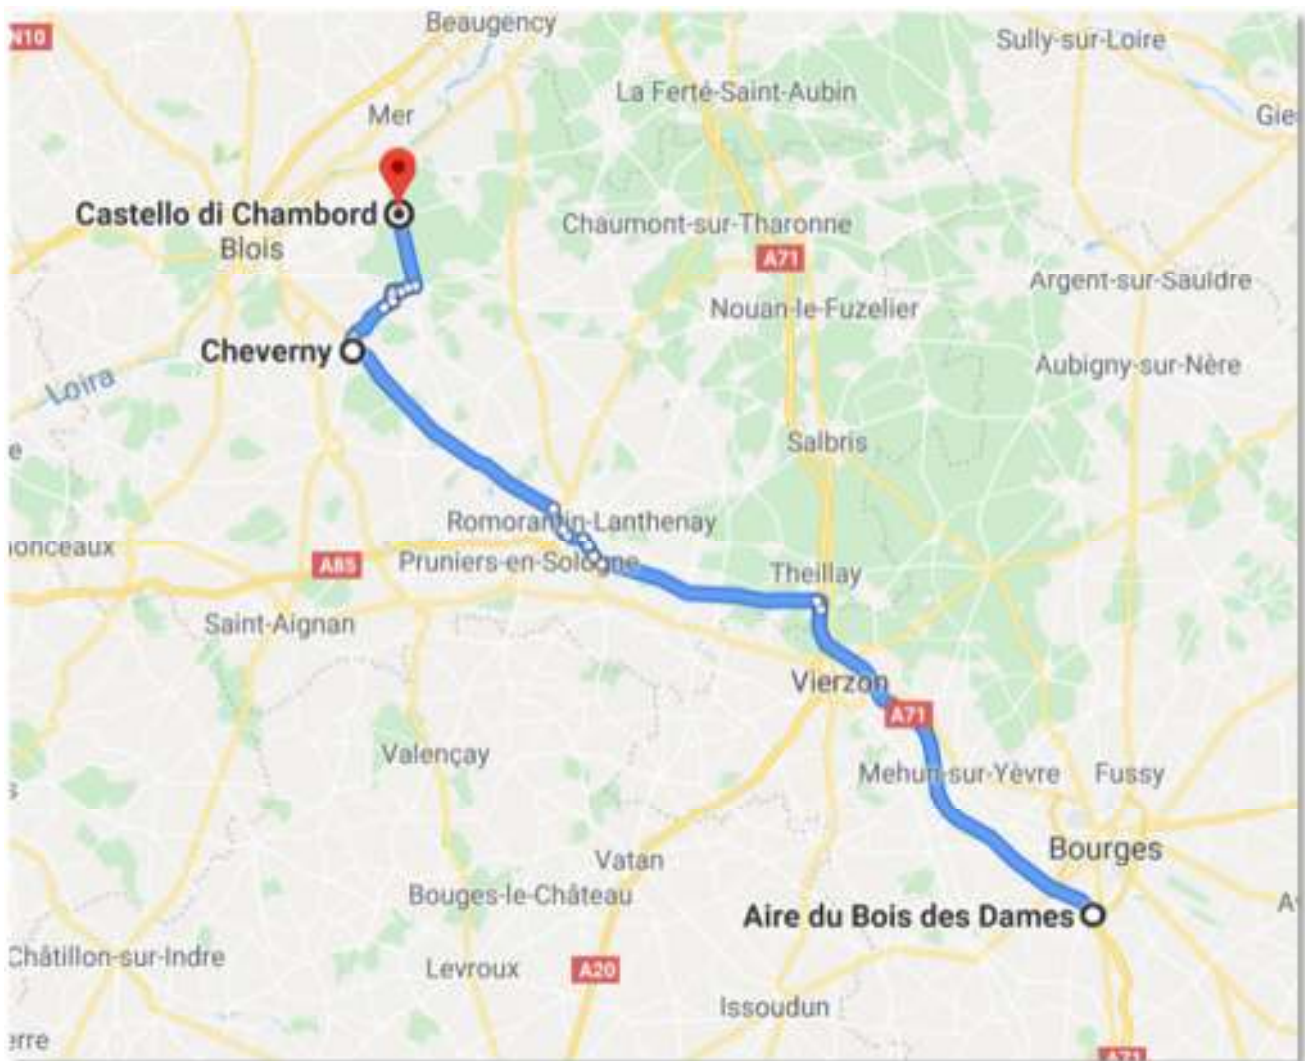 Beaugency
N10
Sully-sur-Loire
La Ferté-Saint-Aubin
Mer
Gie
Castello di Chambord
Chaumont-sur-Tharonne
Blois
A71
Argent-sur-Sauldre
Nouan-le-Fuzelier
Cheverny
Aubigny-sur-Nère
Loira
Salbris
e
Romorantin-Lanthenay
nonceaux
A85
Pruniers-en-Sologne
Theillay
Saint-Aignan
Vierzon
A71
Valençay
Mehun-sur-Yèvre
Fussy
s
Bourges
Vatan
Bouges-le-Château
Aire du Bois des Dames
A
Châtillon-sur-Indre
Levroux
A20
Issoudun
erre
A71